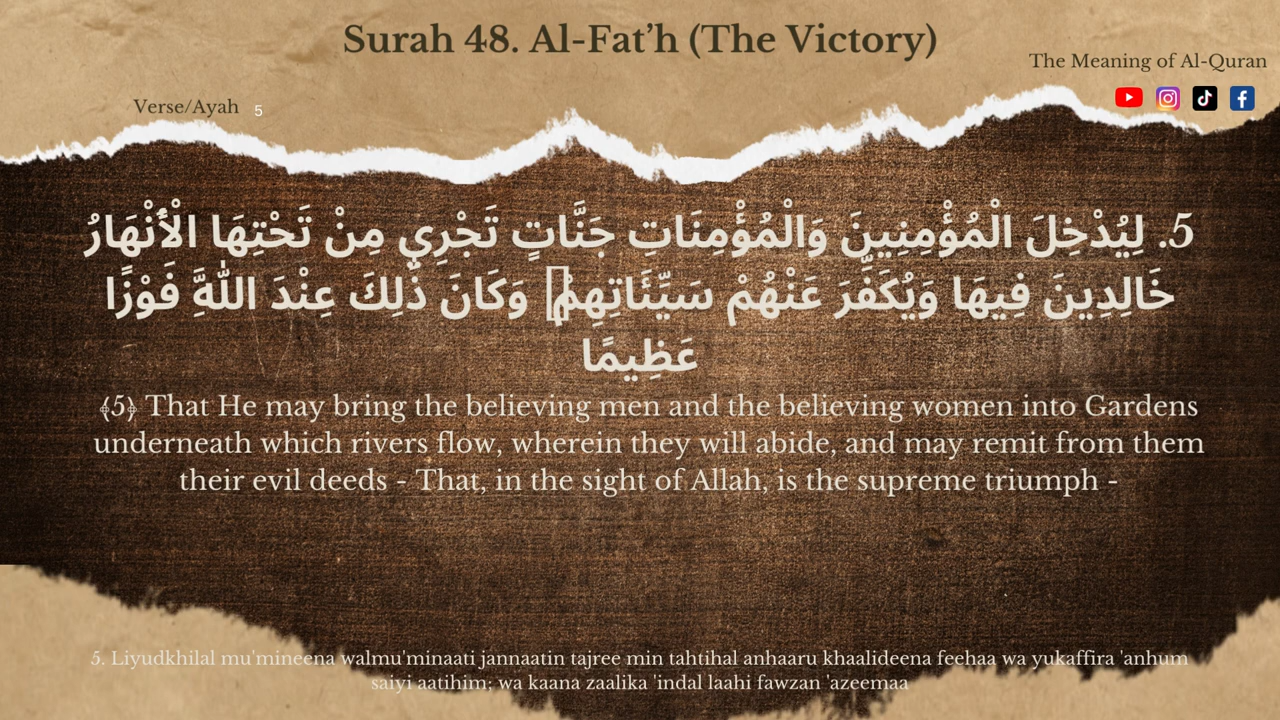 Surah 48. Al-Fat’h (The Victory)
The Meaning of Al-Quran
Verse/Ayah 5
5. لِيُدْخِلَ الْمُؤْمِنِينَ وَالْمُؤْمِنَاتِ جَنَّاتٍ تَجْرِي مِنْ تَحْتِهَا الْأَنْهَارُ
خَالِدِينَ فِيهَا وَيُكَفِّرَ عَنْهُمْ سَيِّئَاتِهِمْ وَكَانَ ذَٰلِكَ عِنْدَ اللَّهِ فَوْزًا
عَظِيمًا
﴾5﴿ That He may bring the believing men and the believing women into Gardens
underneath which rivers flow, wherein they will abide, and may remit from them
their evil deeds - That, in the sight of Allah, is the supreme triumph -
5. Liyudkhilal mu'mineena walmu'minaati jannaatin tajree min tahtihal anhaaru khaalideena feehaa wa yukaffira 'anhum
saiyi aatihim; wa kaana zaalika 'indal laahi fawzan 'azeemaa